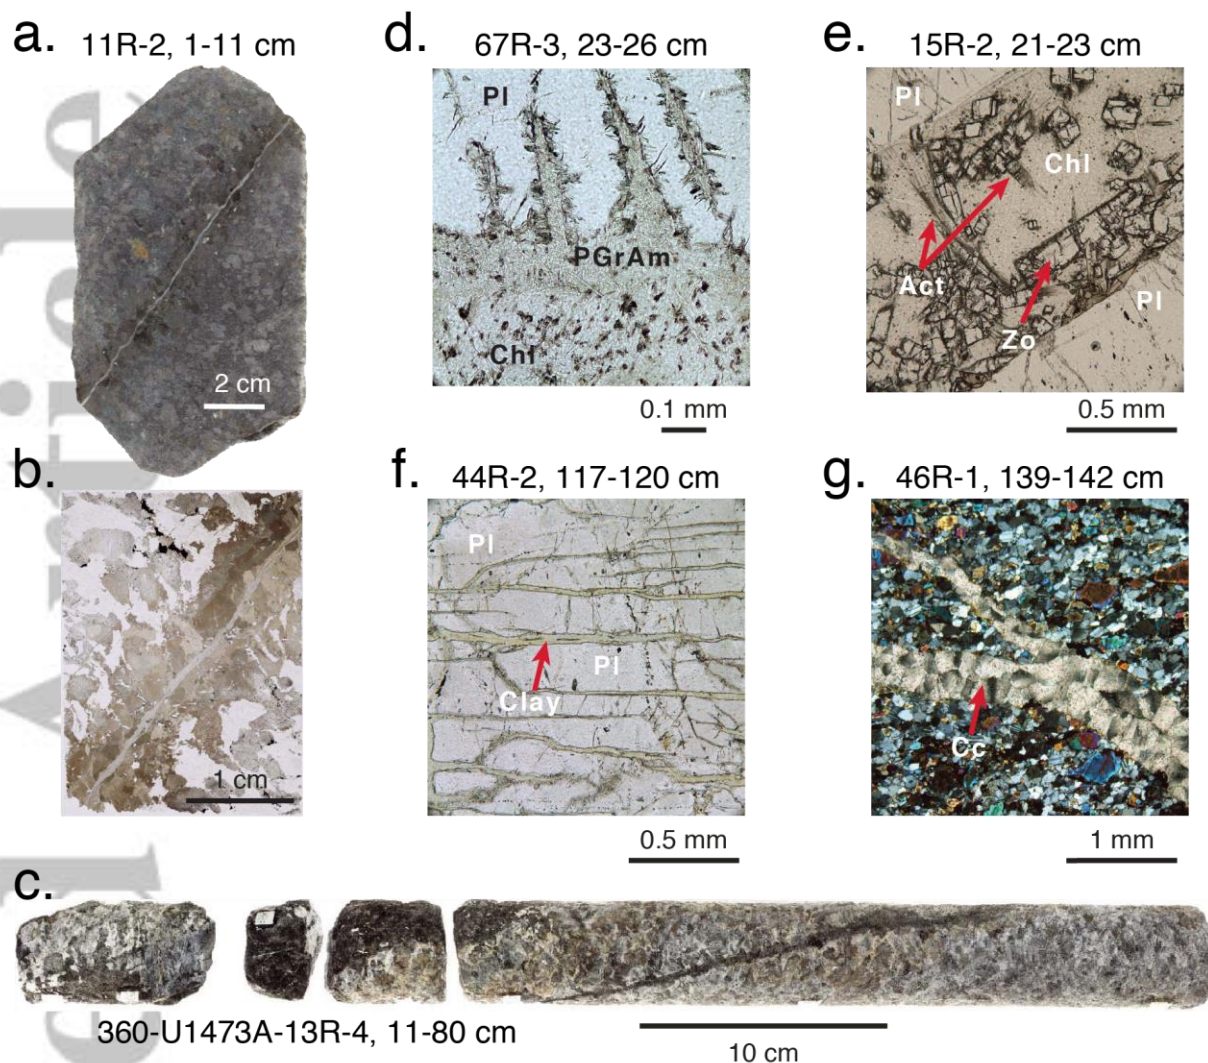 a.
11R-2, 1-11 cm
2 cm
b.
1 cm
c.
360-U1473A-13R-4, 11-80 cm
10 cm
d.
67R-3, 23-26 cm
Pl
PGrAm
Chl
0.1 mm
e.
15R-2, 21-23 cm
Pl
Chl
Act
Pl
Zo
0.5 mm
f.
44R-2, 117-120 cm
Pl
Pl
Clay
0.5 mm
g.
46R-1, 139-142 cm
Cc
1 mm